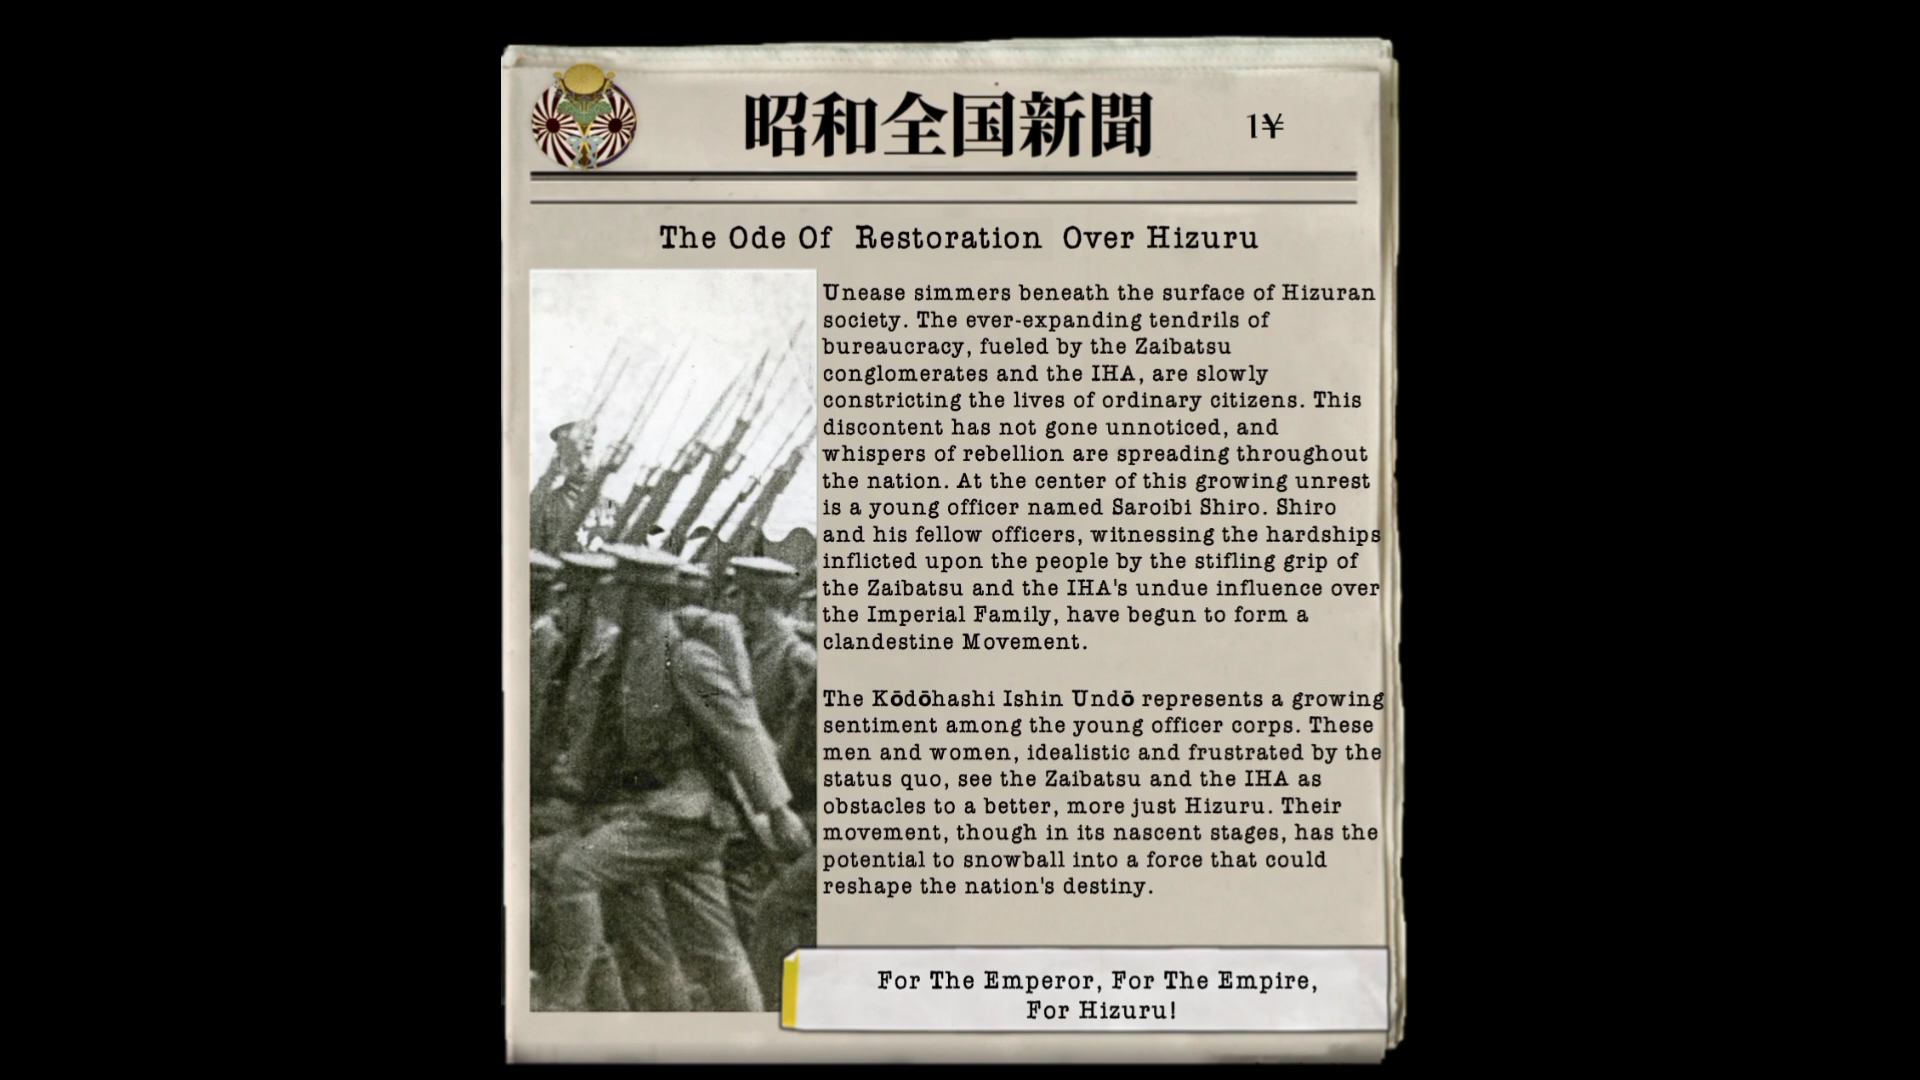 昭和全国新聞
1¥
The Ode Of Restoration Over Hizuru
Unease simmers beneath the surface of Hizuran
society. The ever-expanding tendrils of
bureaucracy, fueled by the Zaibatsu
conglomerates and the IHA, are slowly
constricting the lives of ordinary citizens. This
discontent has not gone unnoticed, and
whispers of rebellion are spreading throughout
the nation. At the center of this growing unrest
is a young officer named Saroibi Shiro. Shiro
and his fellow officers, witnessing the hardships
inflicted upon the people by the stifling grip of
the Zaibatsu and the IHA's undue influence over
the Imperial Family, have begun to form a
clandestine Movement.
The Kōdōhashi Ishin Undō represents a growing
sentiment among the young officer corps. These
men and women, idealistic and frustrated by the
status quo, see the Zaibatsu and the IHA as
obstacles to a better, more just Hizuru. Their
movement, though in its nascent stages, has the
potential to snowball into a force that could
reshape the nation's destiny.
For The Emperor, For The Empire,
For Hizuru!